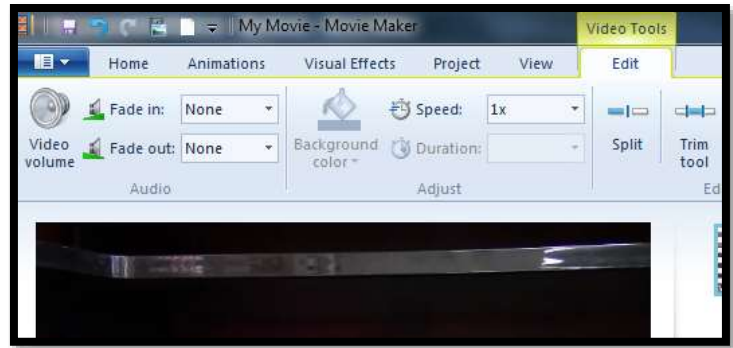 My Movie - Movie Maker
Video Tools
Home Animations Visual Effects Project View Edit
Fade in: None Speed: 1x
Video volume Fade out: None Background color Duration: Split Trim tool
Audio Adjust Ed